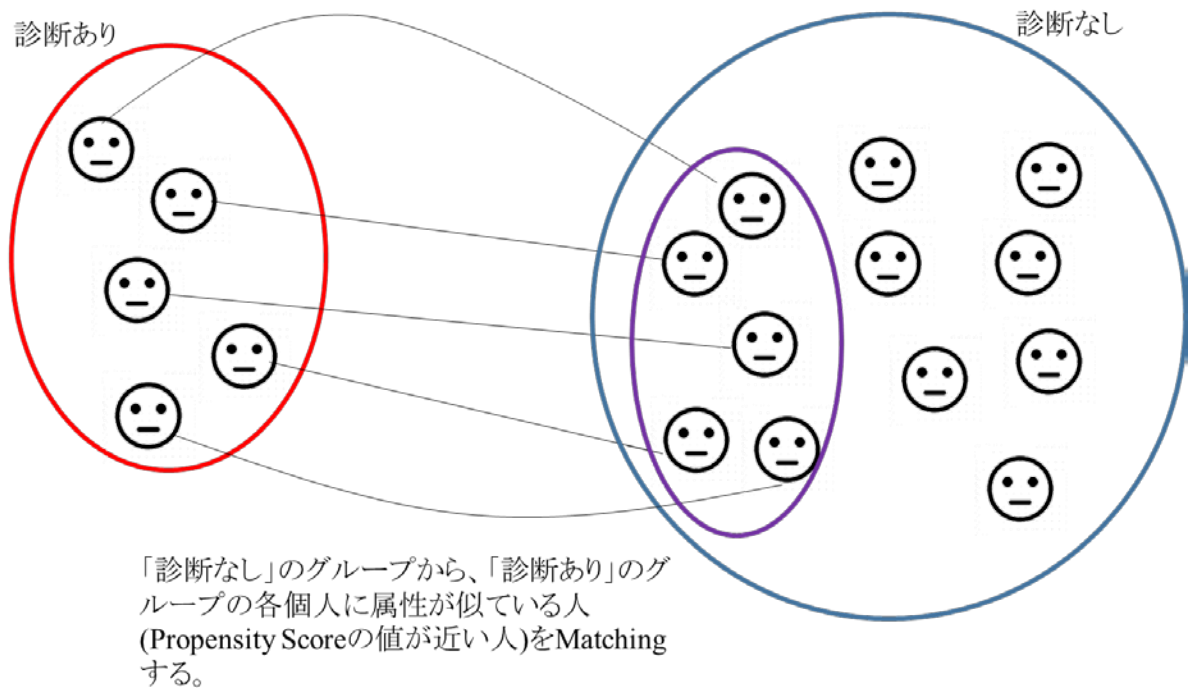 診断あり
診断なし
「診断なし」のグループから、「診断あり」のグ
ループの各個人に属性が似ている人
(Propensity Scoreの値が近い人)をMatching
する。